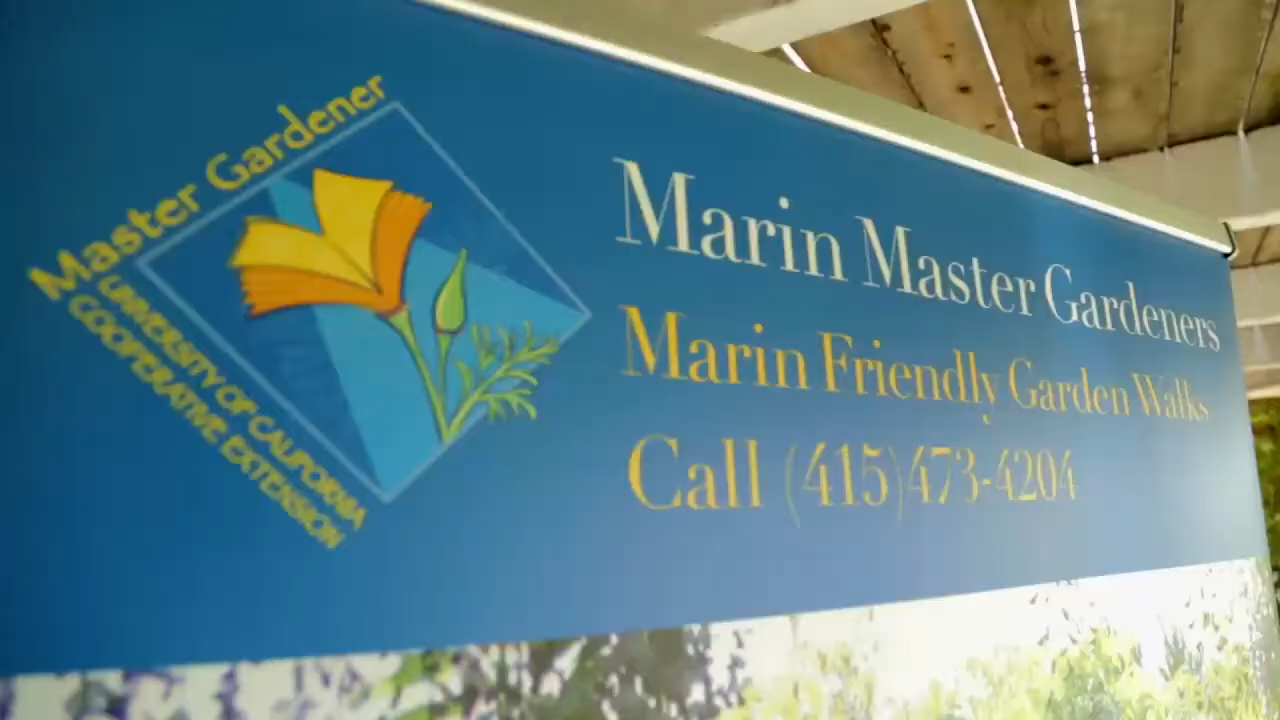 Master Gardener
UNIVERSITY OF CALIFORNIA
COOPERATIVE EXTENSION
Marin Master Gardeners
Marin Friendly Garden Walks
Call (415)473-4204